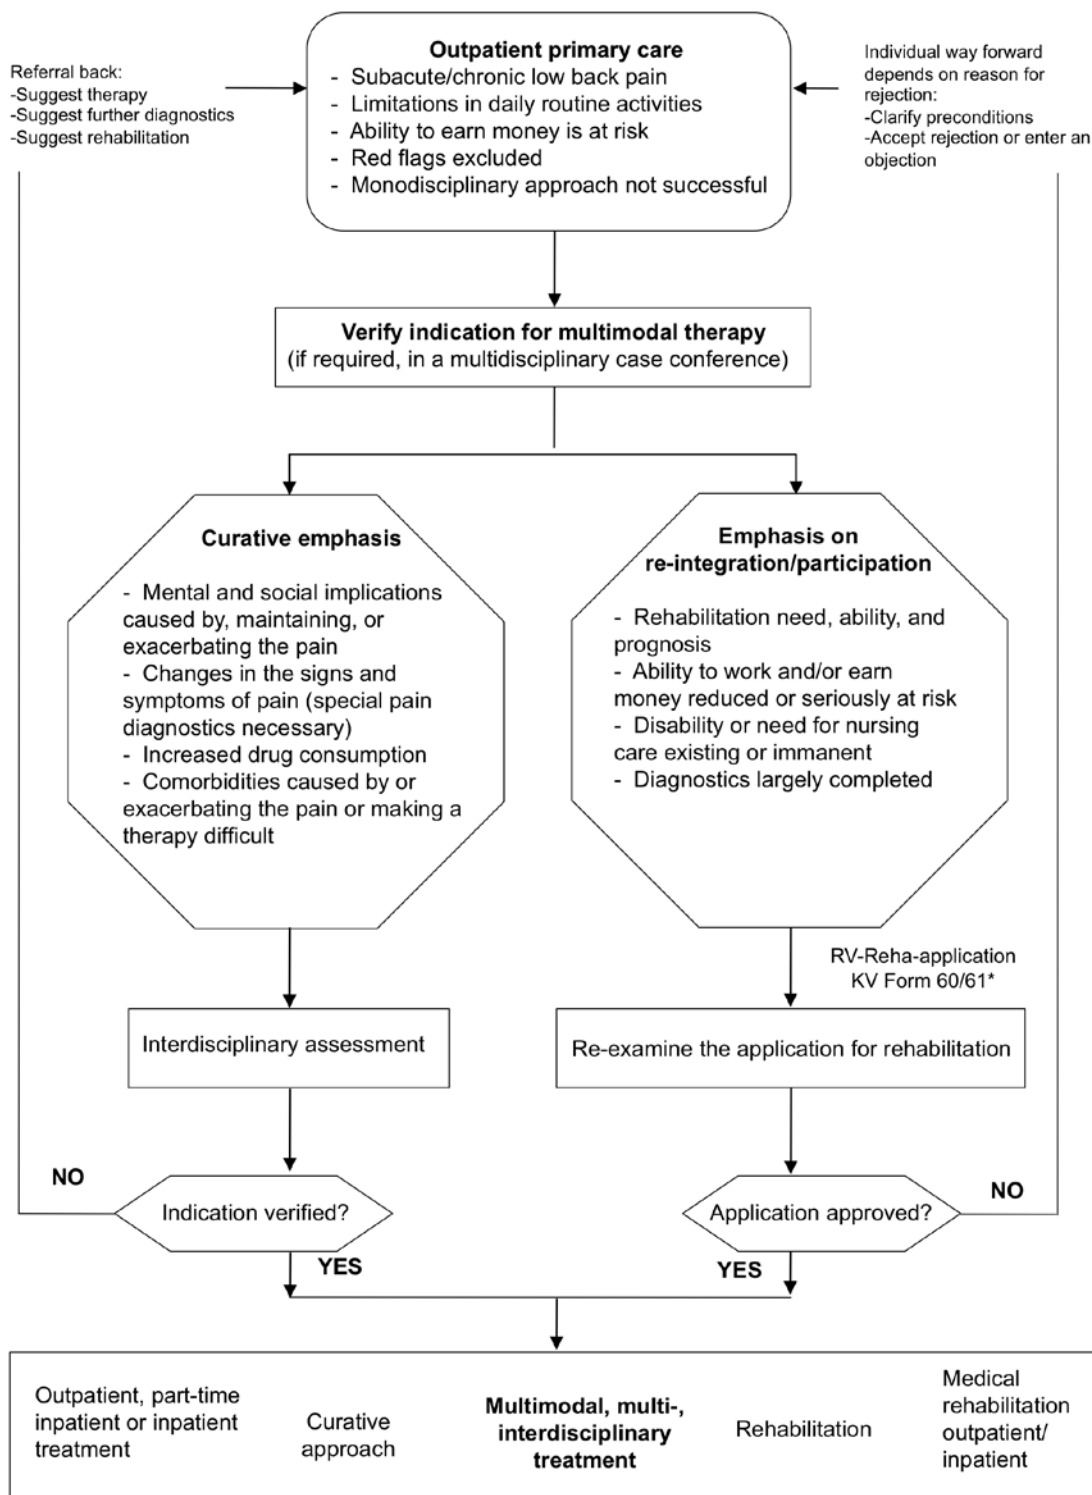 Outpatient primary care
- Subacute/chronic low back pain
- Limitations in daily routine activities
- Ability to earn money is at risk
- Red flags excluded
- Monodisciplinary approach not successful
Referral back:
-Suggest therapy
-Suggest further diagnostics
-Suggest rehabilitation
Individual way forward
depends on reason for
rejection:
-Clarify preconditions
-Accept rejection or enter an
objection
Verify indication for multimodal therapy
(if required, in a multidisciplinary case conference)
Curative emphasis
- Mental and social implications
caused by, maintaining, or
exacerbating the pain
- Changes in the signs and
symptoms of pain (special pain
diagnostics necessary)
- Increased drug consumption
- Comorbidities caused by or
exacerbating the pain or making a
therapy difficult
Emphasis on
re-integration/participation
- Rehabilitation need, ability, and
prognosis
- Ability to work and/or earn
money reduced or seriously at risk
- Disability or need for nursing
care existing or immanent
- Diagnostics largely completed
RV-Reha-application
KV Form 60/61*
Interdisciplinary assessment
Re-examine the application for rehabilitation
NO
Indication verified?
YES
Application approved?
NO
YES
Outpatient, part-time
inpatient or inpatient
treatment
Curative
approach
Multimodal, multi-,
interdisciplinary
treatment
Rehabilitation
Medical
rehabilitation
outpatient/
inpatient